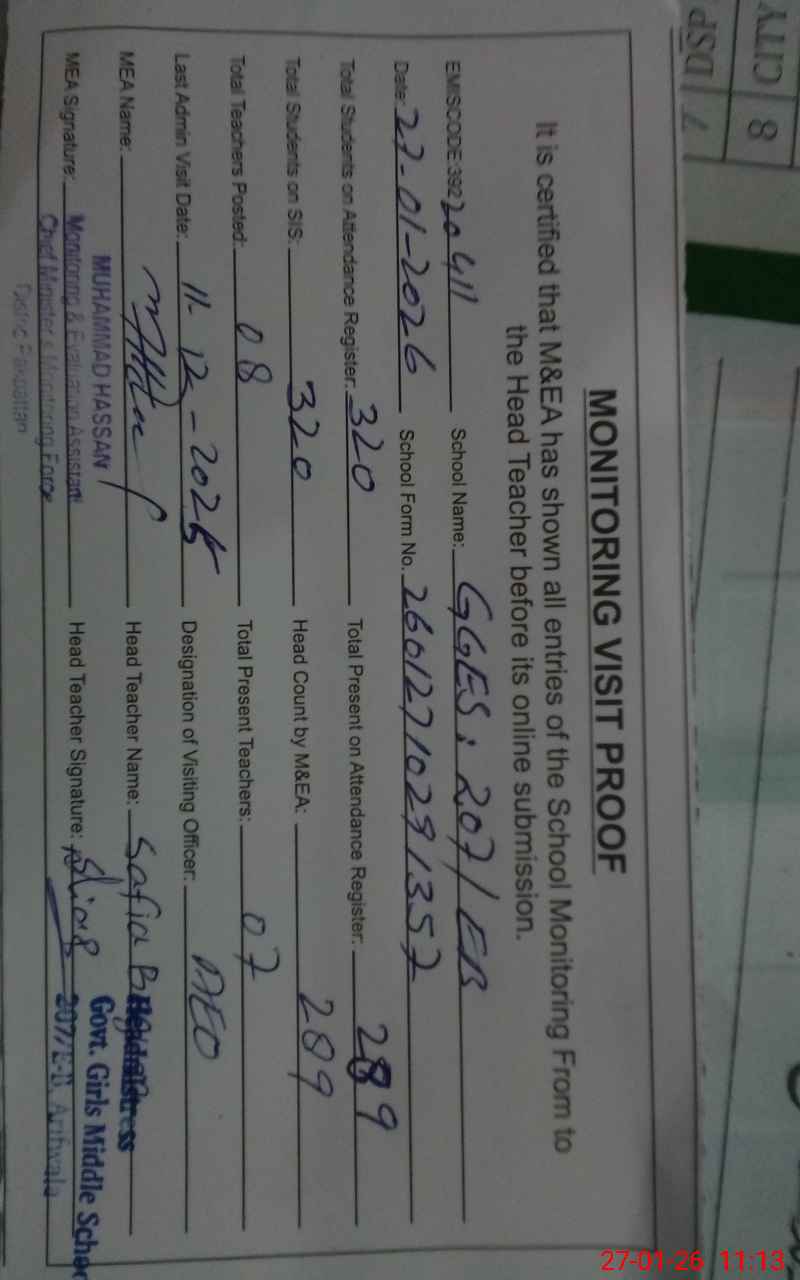 MONITORING VISIT PROOF
It is certified that M&EA has shown all entries of the School Monitoring From to
the Head Teacher before its online submission.
EMISCODE:392 20411 School Name: GGES: 207/EB
Date: 27-01-2026 School Form No. 26012710291357
Total Students on Attendance Register: 320 Total Present on Attendance Register: 289
Total Students on SIS: 320 Head Count by M&EA: 289
Total Teachers Posted: 08 Total Present Teachers: 07
Last Admin Visit Date: 11-12-2025 Designation of Visiting Officer: AEO
MEA Name: Head Teacher Name: Safia
MUHAMMAD HASSAN Headmistress
MEA Signature: Monitoring & Evaluation Assistant Head Teacher Signature: Govt. Girls Middle School
Chief Minister's Monitoring Force 207/E-B, Arifwala
District Pakpattan
CITY 8
DSP
27-01-26 11:13